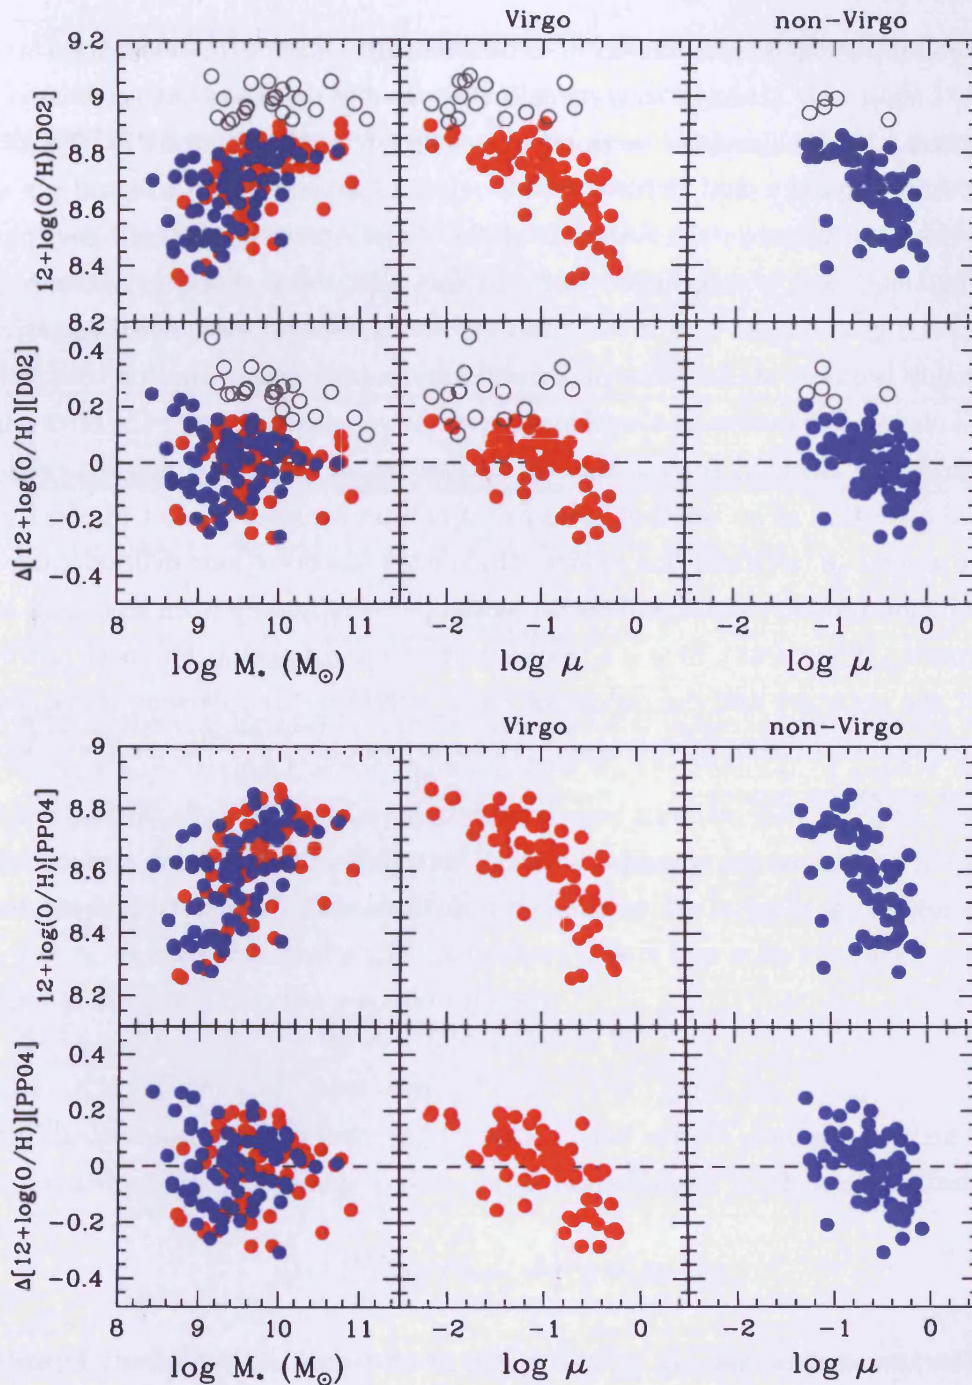 Virgo
non-Virgo
9.2
9
8.8
8.6
8.4
8.2
12+log(O/H)[D02]
0.4
0.2
0
−0.2
−0.4
Δ[12+log(O/H)][D02]
8 9 10 11
−2 −1 0
−2 −1 0
log M* (M⊙)
log μ
log μ
Virgo
non-Virgo
9
8.8
8.6
8.4
8.2
12+log(O/H)[PP04]
0.4
0.2
0
−0.2
−0.4
Δ[12+log(O/H)][PP04]
8 9 10 11
−2 −1 0
−2 −1 0
log M* (M⊙)
log μ
log μ